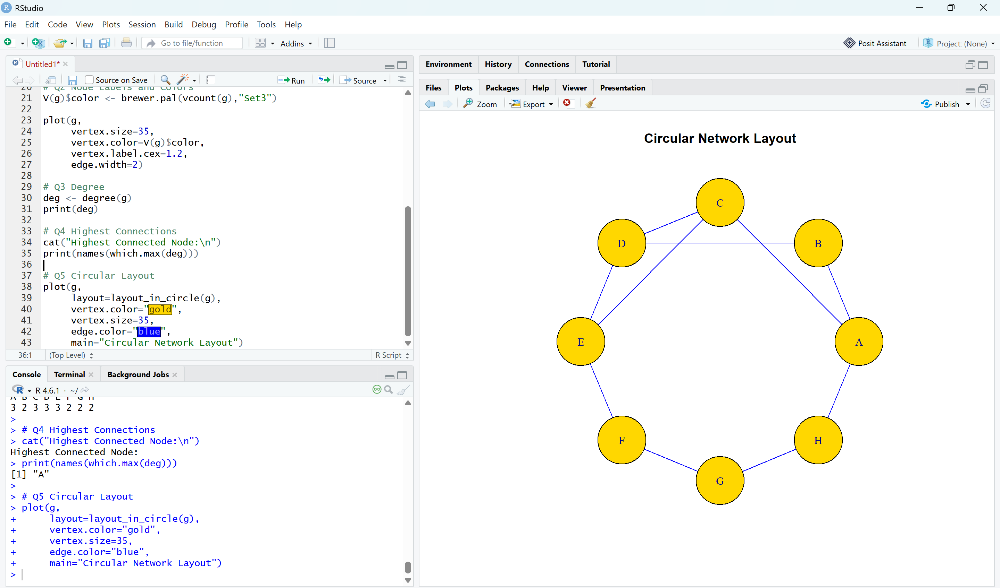 RStudio
File Edit Code View Plots Session Build Debug Profile Tools Help
Go to file/function Addins Posit Assistant Project: (None)
Untitled1*
Source on Save Run Source
20 # Q2 Node Labels and Colors
21 V(g)$color <- brewer.pal(vcount(g),"Set3")
22
23 plot(g,
24 vertex.size=35,
25 vertex.color=V(g)$color,
26 vertex.label.cex=1.2,
27 edge.width=2)
28
29 # Q3 Degree
30 deg <- degree(g)
31 print(deg)
32
33 # Q4 Highest Connections
34 cat("Highest Connected Node:\n")
35 print(names(which.max(deg)))
36
37 # Q5 Circular Layout
38 plot(g,
39 layout=layout_in_circle(g),
40 vertex.color="gold",
41 vertex.size=35,
42 edge.color="blue",
43 main="Circular Network Layout")
36:1 (Top Level) R Script
Console Terminal Background Jobs
R 4.6.1 · ~/
A B C D E F G H
3 2 3 3 3 2 2 2
>
> # Q4 Highest Connections
> cat("Highest Connected Node:\n")
Highest Connected Node:
> print(names(which.max(deg)))
[1] "A"
>
> # Q5 Circular Layout
> plot(g,
+ layout=layout_in_circle(g),
+ vertex.color="gold",
+ vertex.size=35,
+ edge.color="blue",
+ main="Circular Network Layout")
>
Environment History Connections Tutorial
Files Plots Packages Help Viewer Presentation
Zoom Export Publish
Circular Network Layout
C
D
B
E
A
F
H
G